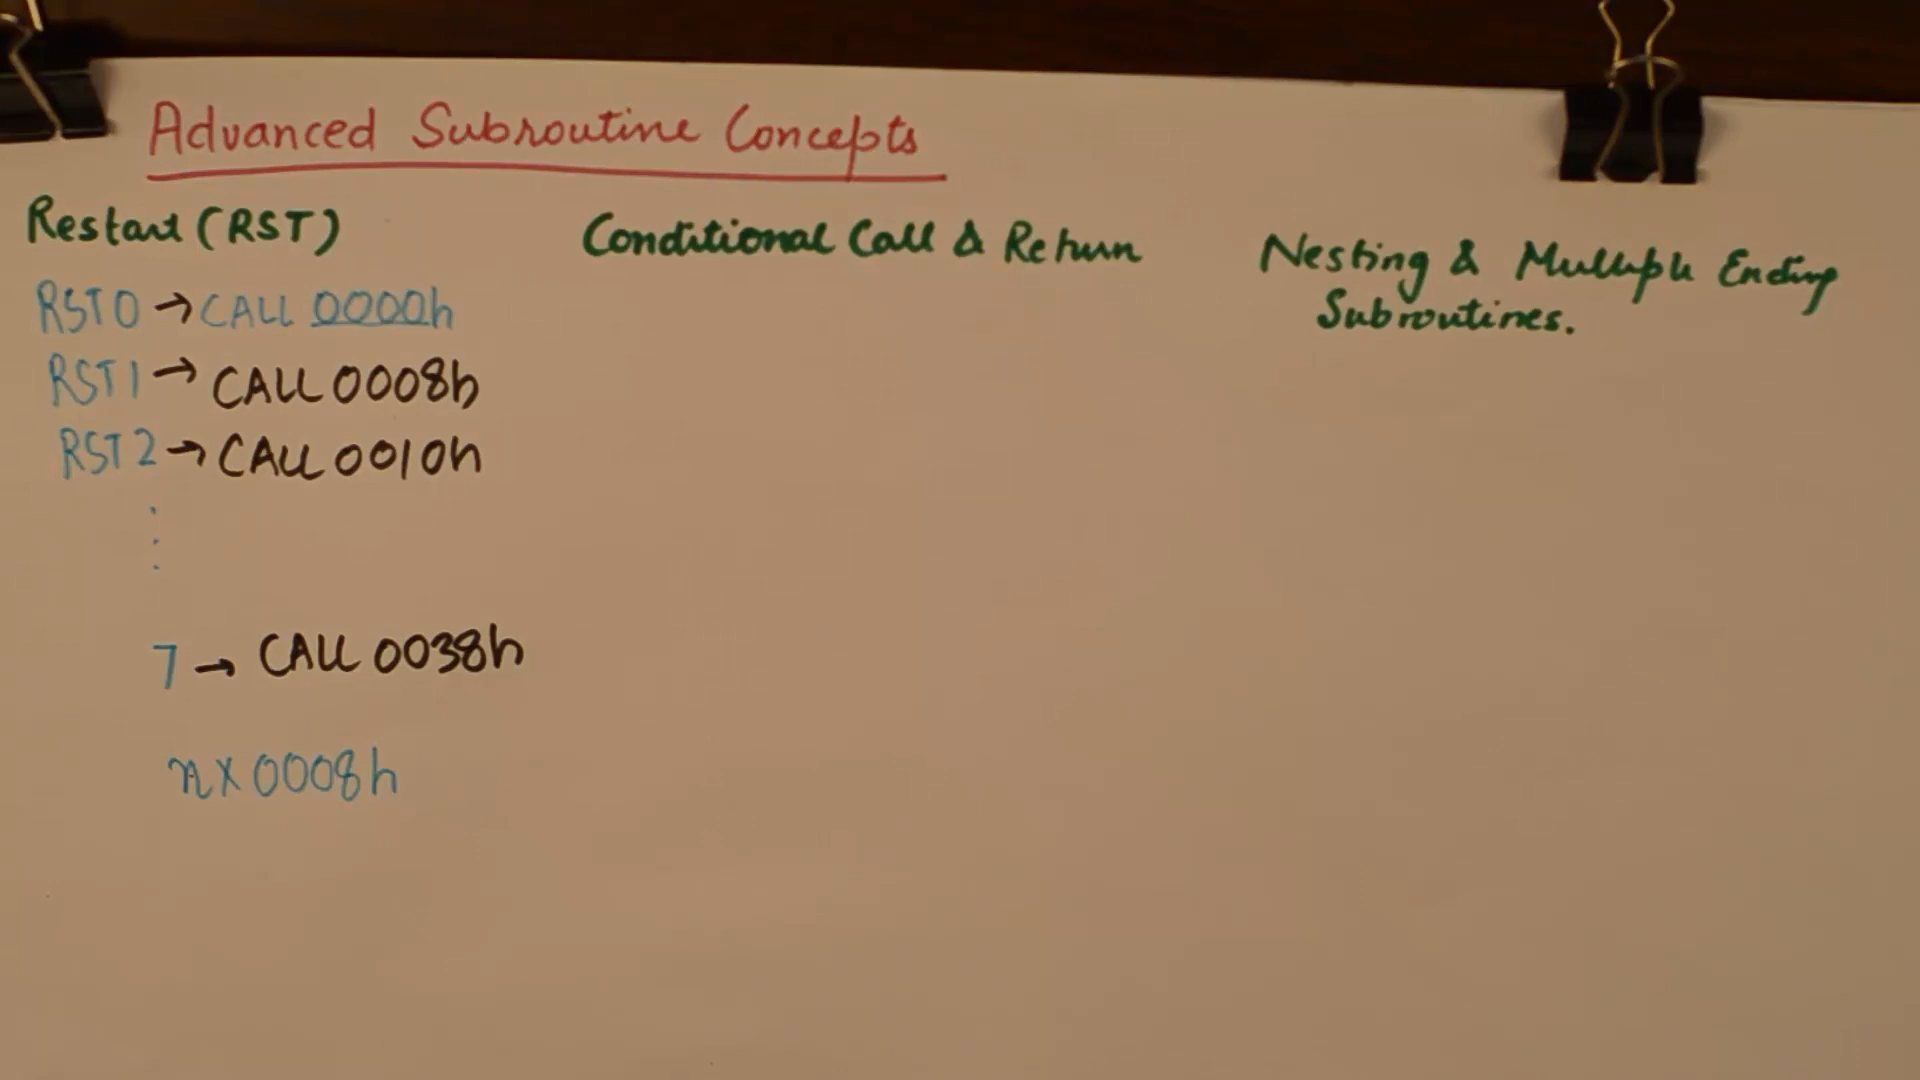 Advanced Subroutine Concepts
Restart (RST)
RST0 → CALL 0000h
RST1 → CALL 0008h
RST2 → CALL 0010h
7 → CALL 0038h
n X 0008h
Conditional Call & Return
Nesting & Multiple Ending
Subroutines.